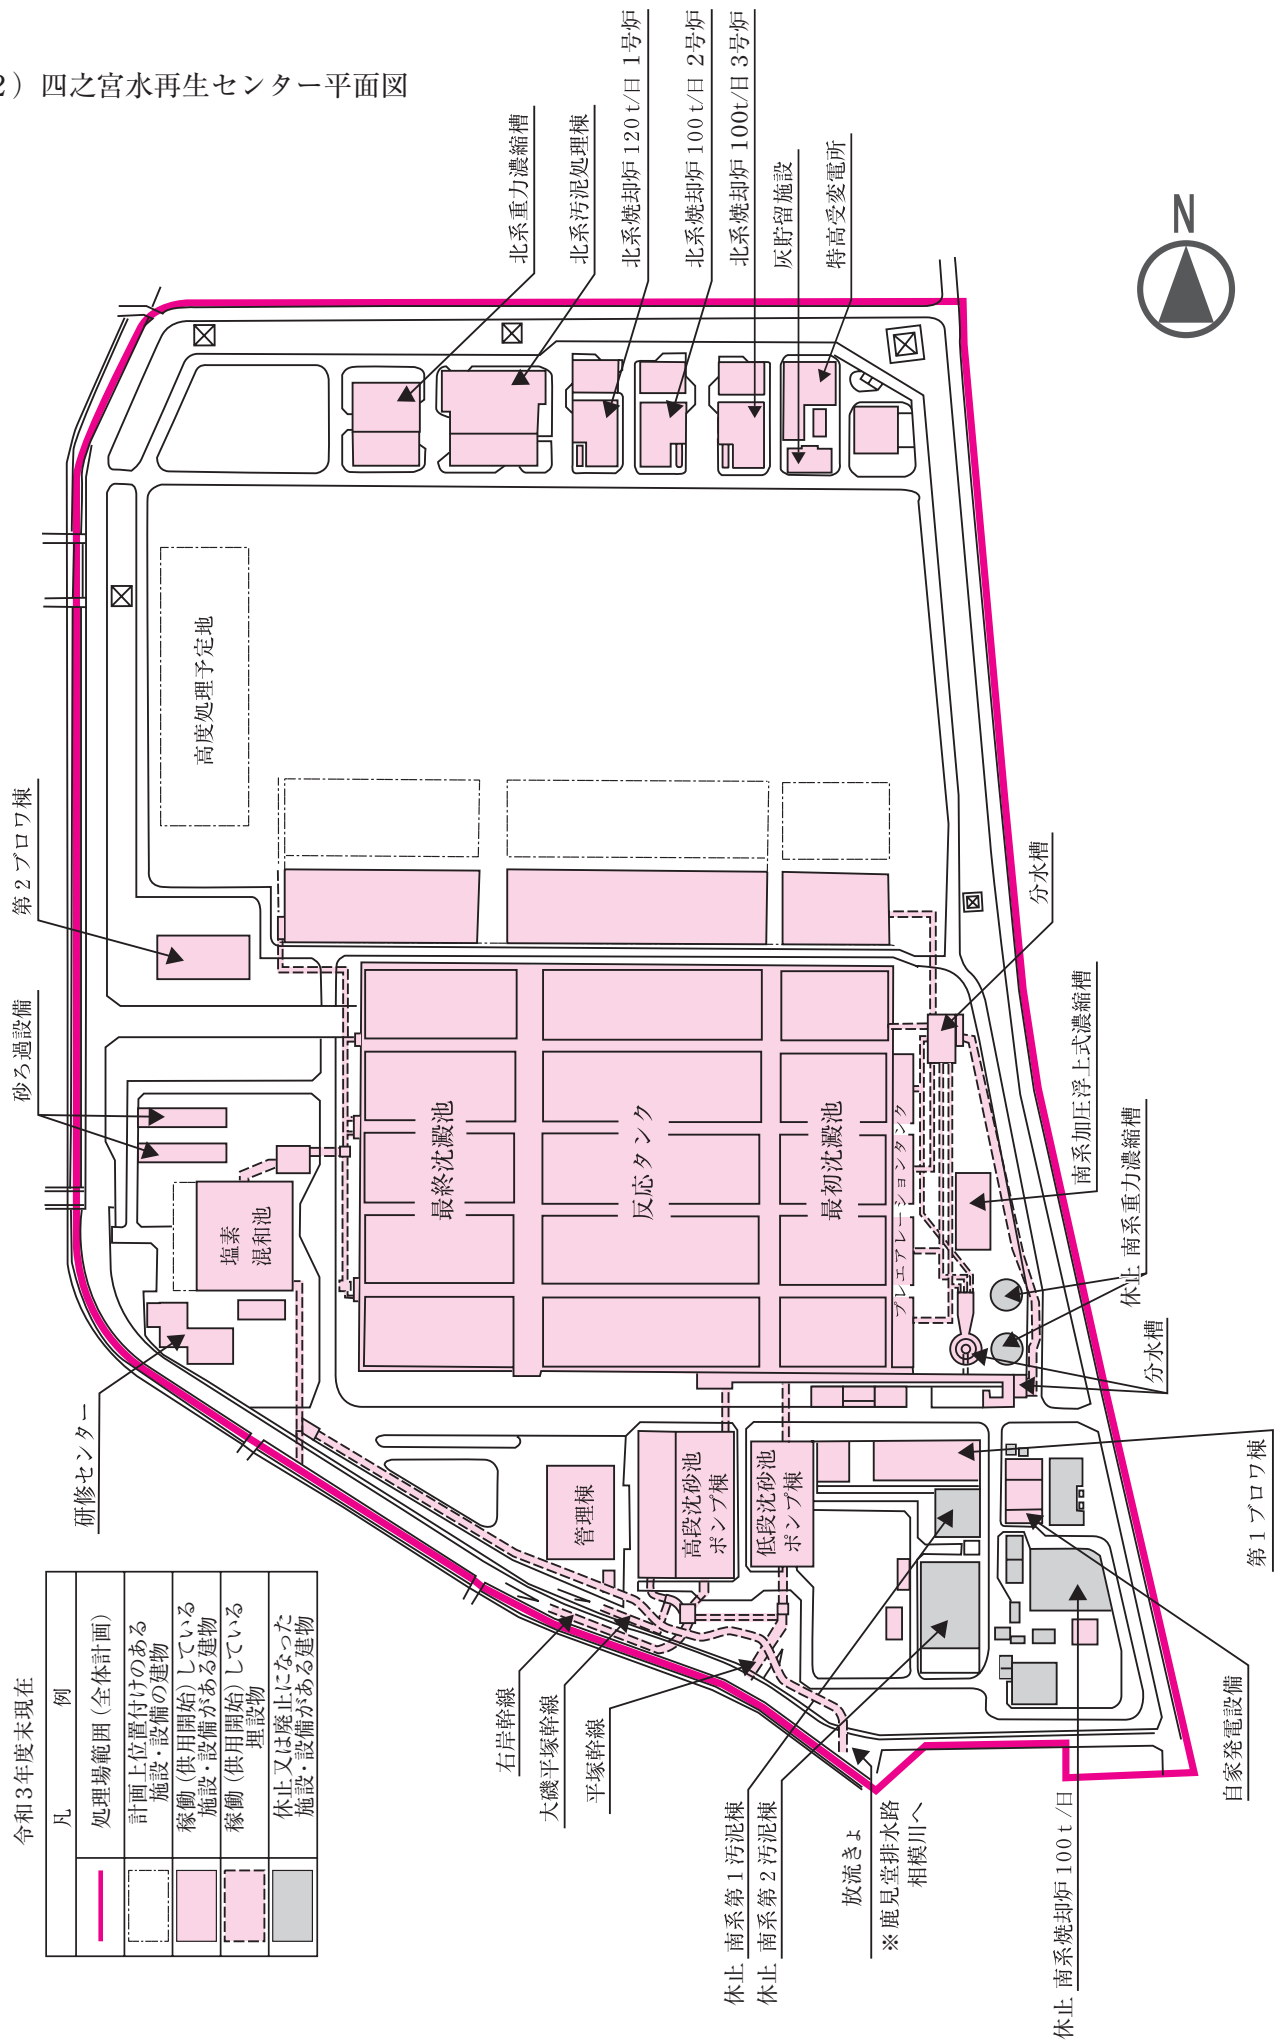 2）四之宮水再生センター平面図
N
北系重力濃縮槽
北系汚泥処理棟
北系焼却炉 120 t/日 1号炉
北系焼却炉 100 t/日 2号炉
北系焼却炉 100t/日 3号炉
灰貯留施設
特高受変電所
高度処理予定地
第2ブロワ棟
砂ろ過設備
分水槽
南系加圧浮上式濃縮槽
休止 南系重力濃縮槽
分水槽
最終沈澱池
反応タンク
最初沈澱池
プレエアレーションタンク
塩素
混和池
研修センター
管理棟
高段沈砂池
ポンプ棟
低段沈砂池
ポンプ棟
第1ブロワ棟
自家発電設備
右岸幹線
大磯平塚幹線
平塚幹線
休止 南系第1汚泥棟
休止 南系第2汚泥棟
放流きょ
※鹿見堂排水路
相模川へ
休止 南系焼却炉100t/日
令和3年度末現在
凡 例
処理場範囲（全体計画）
計画上位置付けのある
施設・設備の建物
稼働（供用開始）している
施設・設備がある建物
稼働（供用開始）している
埋設物
休止又は廃止になった
施設・設備がある建物